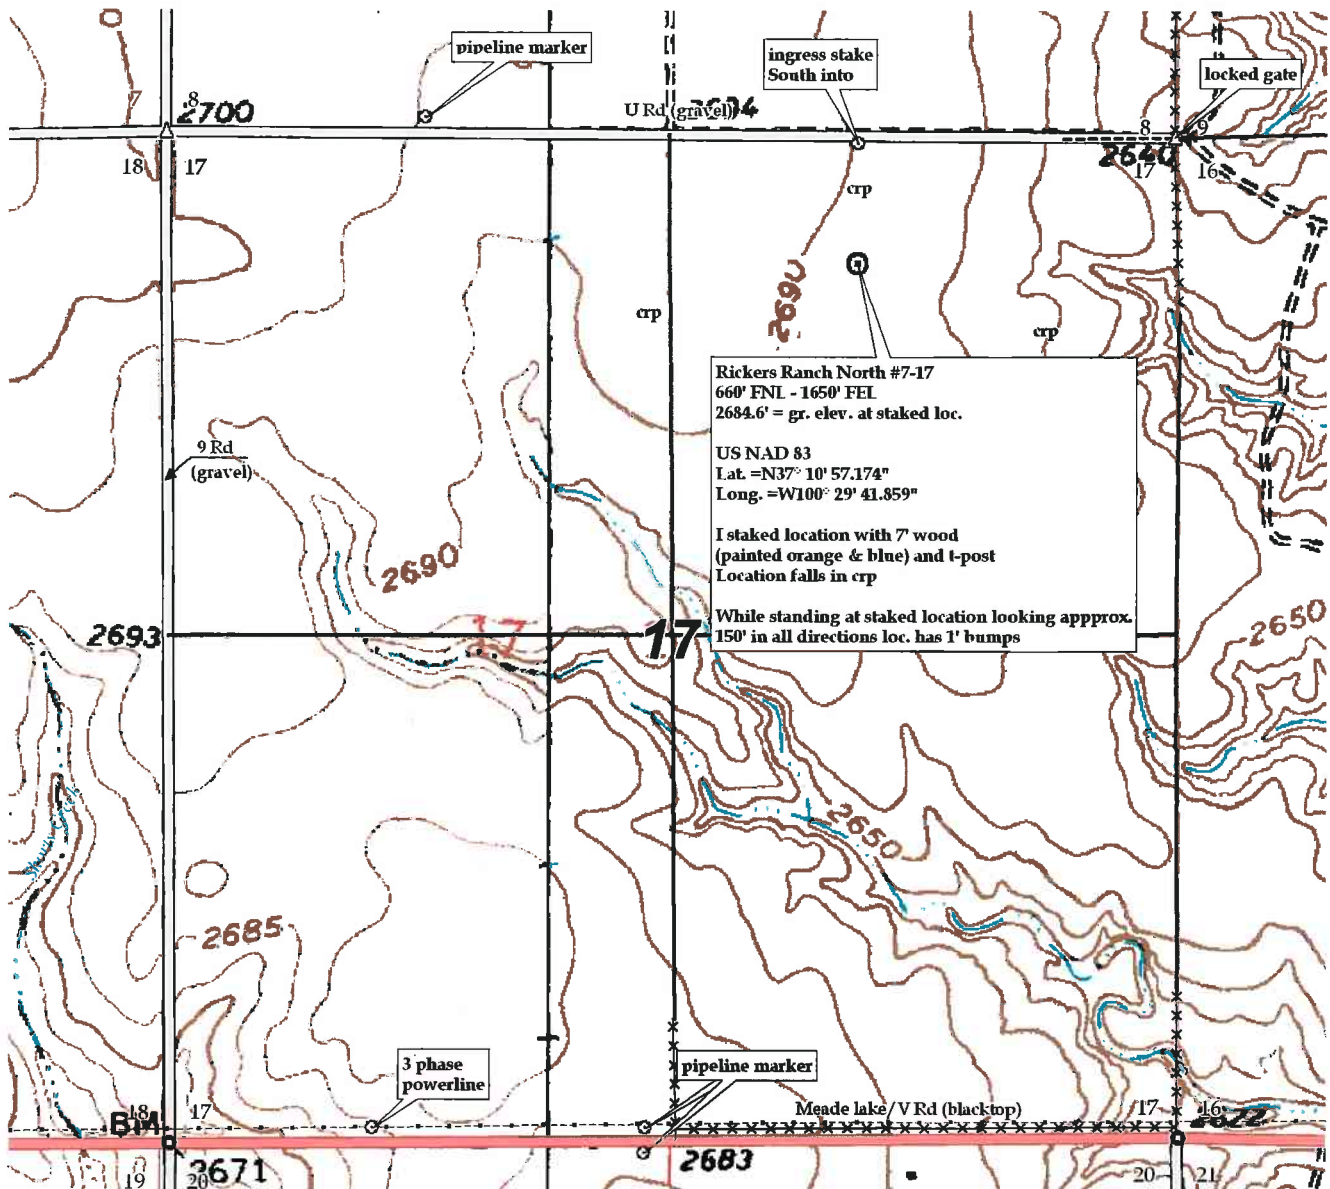 pipeline marker
ingress stake
South into
locked gate
7
8
2700
U Rd (gravel)
8
9
2640
18
17
17
16
crp
2690
crp
crp
Rickers Ranch North #7-17
660' FNL - 1650' FEL
2684.6' = gr. elev. at staked loc.
US NAD 83
Lat. =N37° 10' 57.174"
Long. =W100° 29' 41.859"
I staked location with 7' wood
(painted orange & blue) and t-post
Location falls in crp
While standing at staked location looking appprox.
150' in all directions loc. has 1' bumps
9 Rd
(gravel)
2690
2693
17
17
2650
2650
2685
3 phase
powerline
pipeline marker
Meade lake/V Rd (blacktop)
18
17
17
16
BM
2622
2671
2683
19
20
20
21